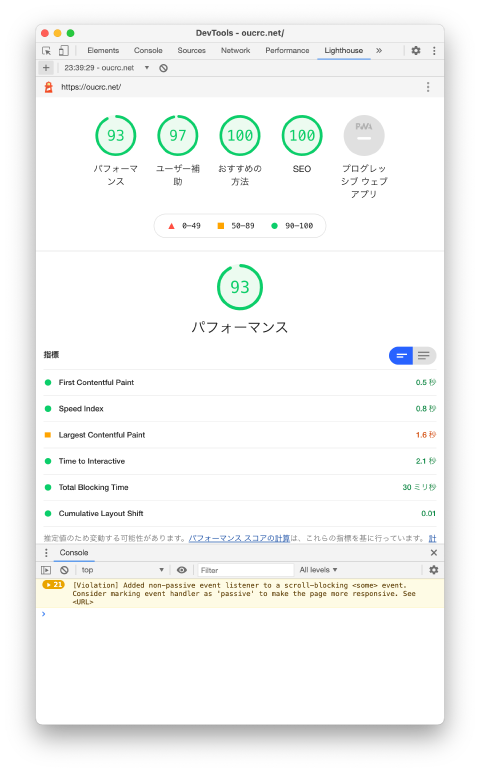 DevTools - oucrc.net/
Elements Console Sources Network Performance Lighthouse »
23:39:29 - oucrc.net
https://oucrc.net/
93 97 100 100 PWA
パフォーマンス
ユーザー補助
おすすめの方法
SEO
プログレッシブ ウェブ アプリ
0–49 50–89 90–100
93
パフォーマンス
指標
First Contentful Paint 0.5 秒
Speed Index 0.8 秒
Largest Contentful Paint 1.6 秒
Time to Interactive 2.1 秒
Total Blocking Time 30 ミリ秒
Cumulative Layout Shift 0.01
推定値のため変動する可能性があります。パフォーマンス スコアの計算は、これらの指標を基に行っています。計
Console
top Filter All levels
21 [Violation] Added non-passive event listener to a scroll-blocking <some> event.
Consider marking event handler as 'passive' to make the page more responsive. See
<URL>